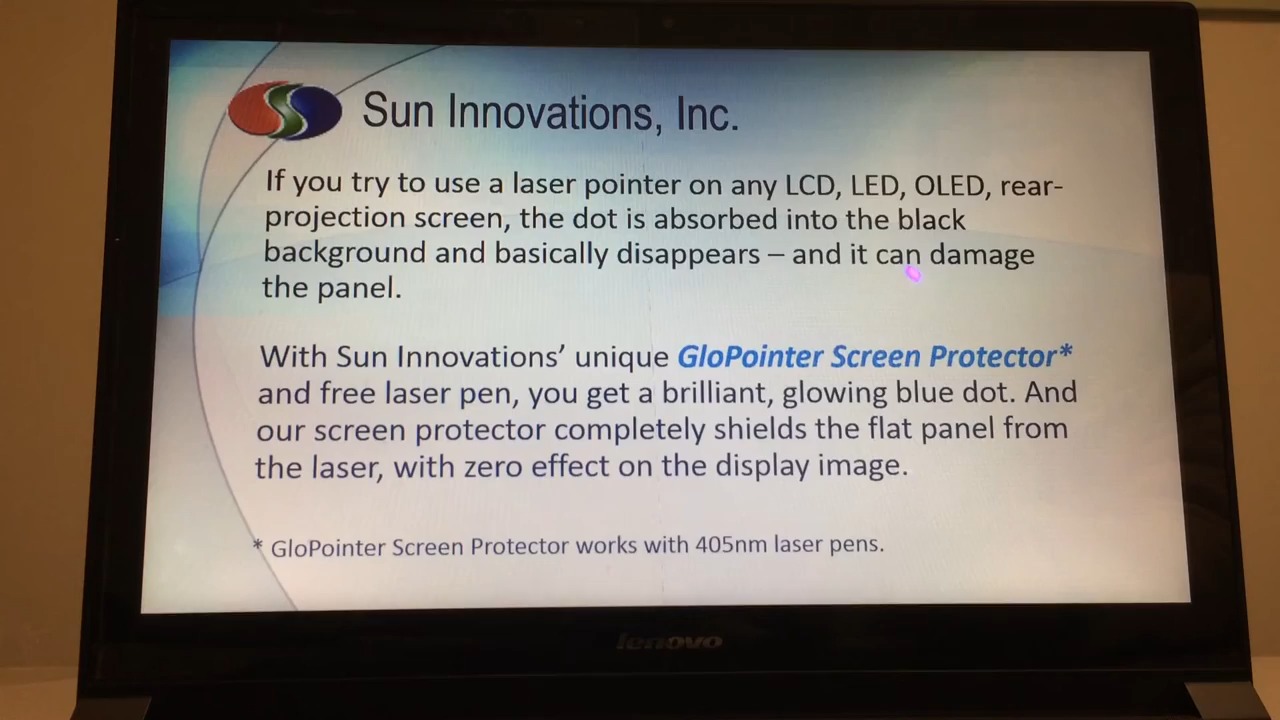 Sun Innovations, Inc.
If you try to use a laser pointer on any LCD, LED, OLED, rear-
projection screen, the dot is absorbed into the black
background and basically disappears – and it can damage
the panel.
With Sun Innovations’ unique GloPointer Screen Protector*
and free laser pen, you get a brilliant, glowing blue dot. And
our screen protector completely shields the flat panel from
the laser, with zero effect on the display image.
* GloPointer Screen Protector works with 405nm laser pens.
lenovo